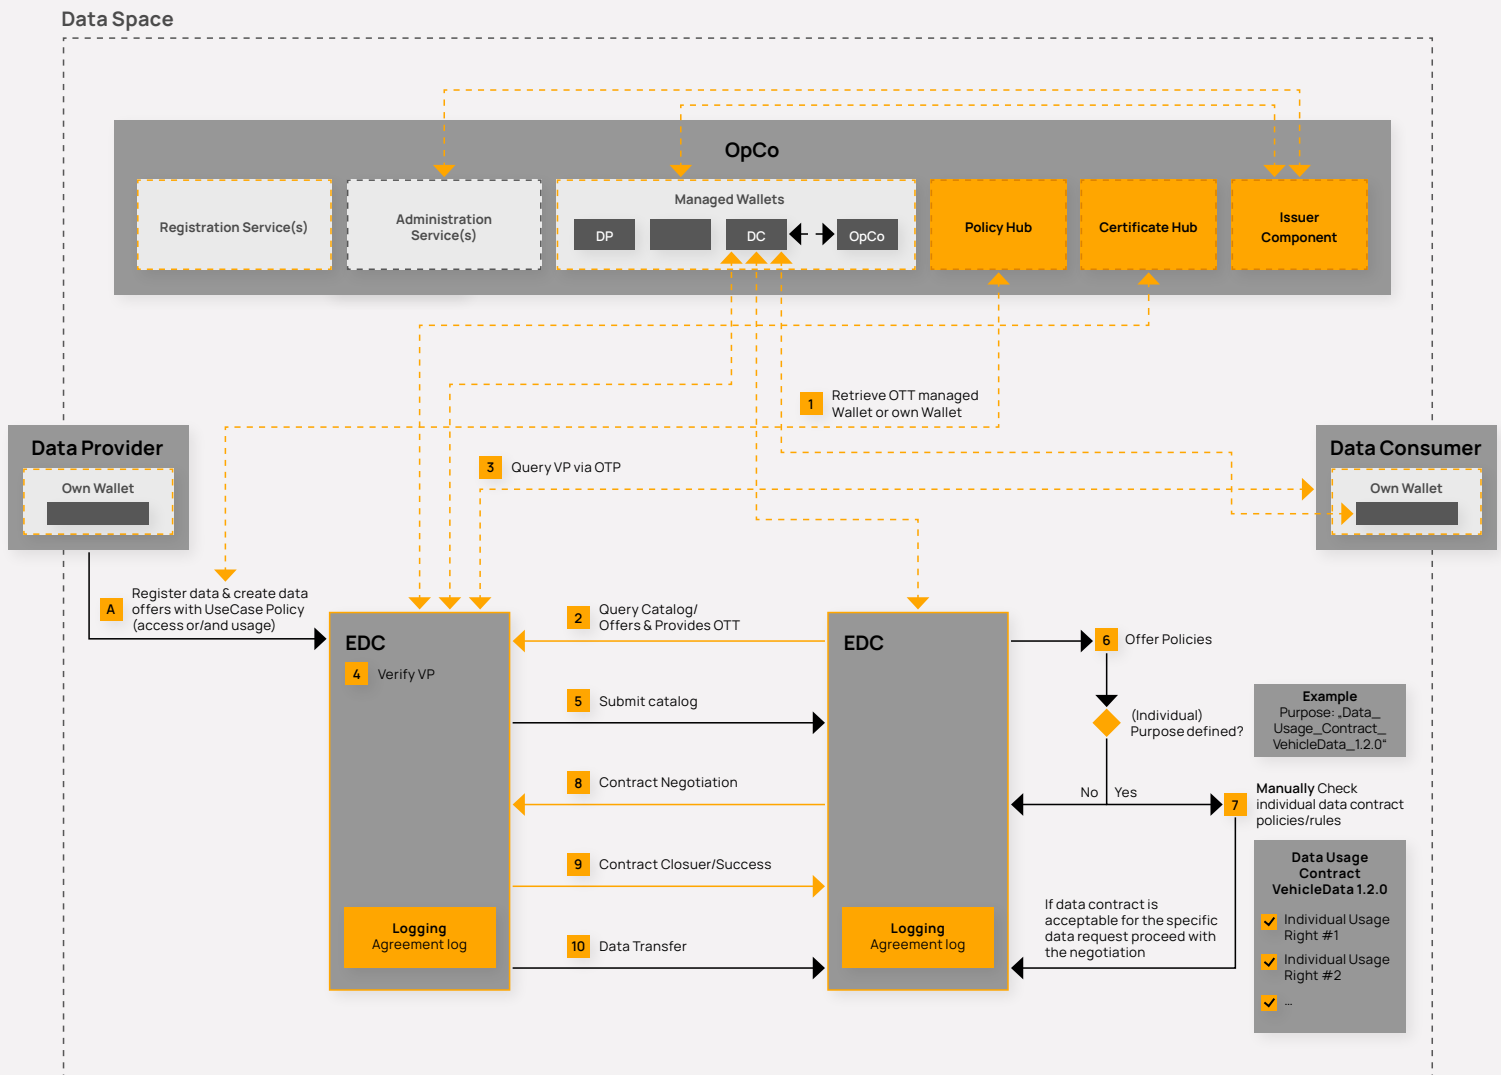 Data Space
OpCo
Registration Service(s)
Administration
Service(s)
Managed Wallets
DP
DC
OpCo
Policy Hub
Certificate Hub
Issuer
Component
1
Retrieve OTT managed
Wallet or own Wallet
Data Provider
Own Wallet
3
Query VP via OTP
Data Consumer
Own Wallet
A
Register data & create data
offers with UseCase Policy
(access or/and usage)
EDC
4
Verify VP
Logging
Agreement log
2
Query Catalog/
Offers & Provides OTT
5
Submit catalog
8
Contract Negotiation
9
Contract Closuer/Success
10
Data Transfer
EDC
Logging
Agreement log
6
Offer Policies
(Individual)
Purpose defined?
No
Yes
Example
Purpose: „Data_
Usage_Contract_
VehicleData_1.2.0“
7
Manually Check
individual data contract
policies/rules
If data contract is
acceptable for the specific
data request proceed with
the negotiation
Data Usage
Contract
VehicleData 1.2.0
Individual Usage
Right #1
Individual Usage
Right #2
...